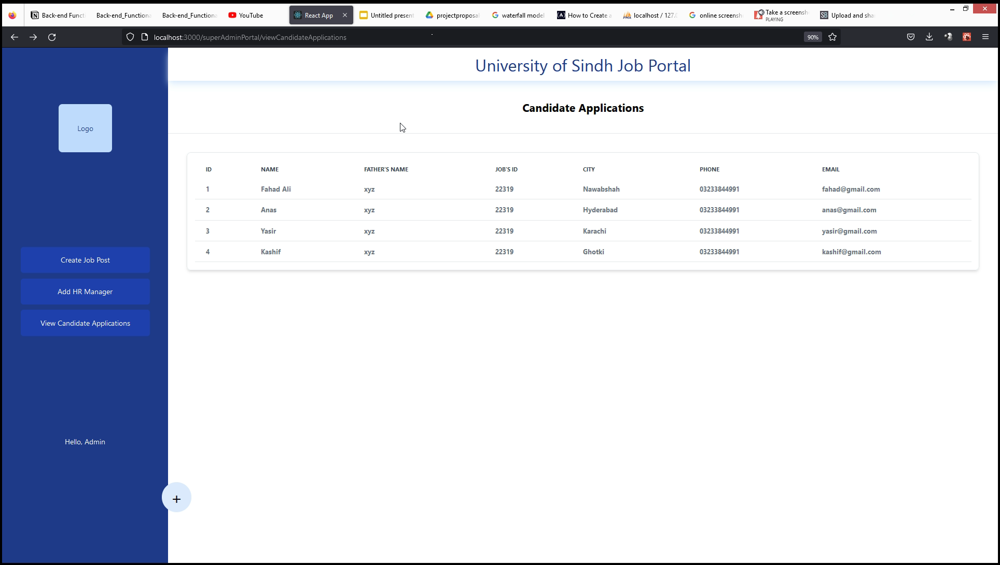 Back-end Funct
Back-end_Functiona
Back-end_Functiona
YouTube
React App
Untitled present
projectproposal
waterfall model
How to Create a
localhost / 127.0
online screensh
Take a screensh
PLAYING
SB
Upload and sha
localhost:3000/superAdminPortal/viewCandidateApplications
90%
University of Sindh Job Portal
Logo
Candidate Applications
ID NAME FATHER'S NAME JOB'S ID CITY PHONE EMAIL
1 Fahad Ali xyz 22319 Nawabshah 03233844991 fahad@gmail.com
2 Anas xyz 22319 Hyderabad 03233844991 anas@gmail.com
3 Yasir xyz 22319 Karachi 03233844991 yasir@gmail.com
4 Kashif xyz 22319 Ghotki 03233844991 kashif@gmail.com
Create Job Post
Add HR Manager
View Candidate Applications
Hello, Admin
+